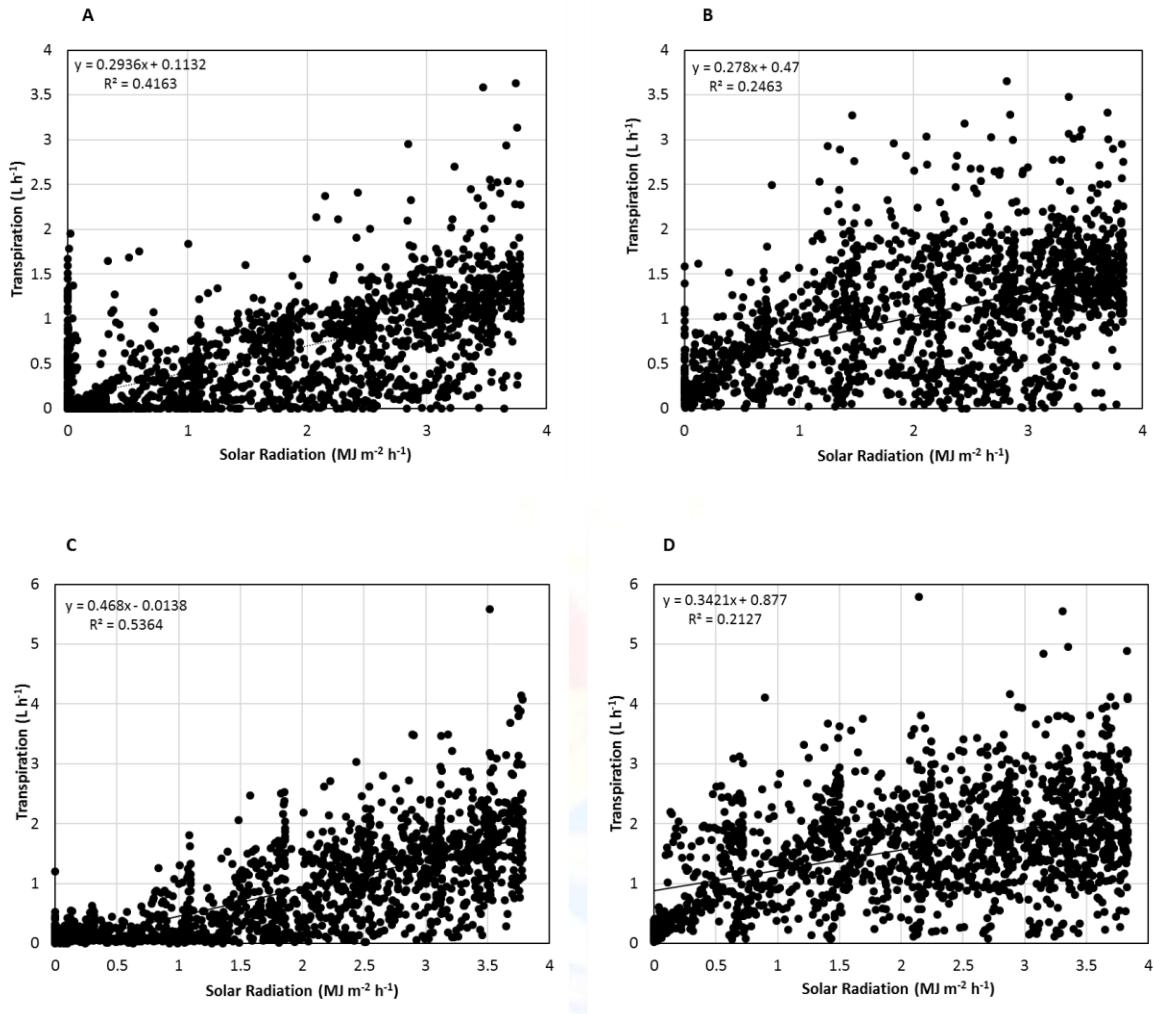 A
y = 0.2936x + 0.1132
R² = 0.4163
4
3.5
3
2.5
2
1.5
1
0.5
0
Transpiration (L h⁻¹)
0 1 2 3 4
Solar Radiation (MJ m⁻² h⁻¹)
B
y = 0.278x + 0.47
R² = 0.2463
4
3.5
3
2.5
2
1.5
1
0.5
0
Transpiration (L h⁻¹)
0 1 2 3 4
Solar Radiation (MJ m⁻² h⁻¹)
C
y = 0.468x - 0.0138
R² = 0.5364
6
5
4
3
2
1
0
Transpiration (L h⁻¹)
0 0.5 1 1.5 2 2.5 3 3.5 4
Solar Radiation (MJ m⁻² h⁻¹)
D
y = 0.3421x + 0.877
R² = 0.2127
6
5
4
3
2
1
0
Transpiration (L h⁻¹)
0 0.5 1 1.5 2 2.5 3 3.5 4
Solar Radiation (MJ m⁻² h⁻¹)